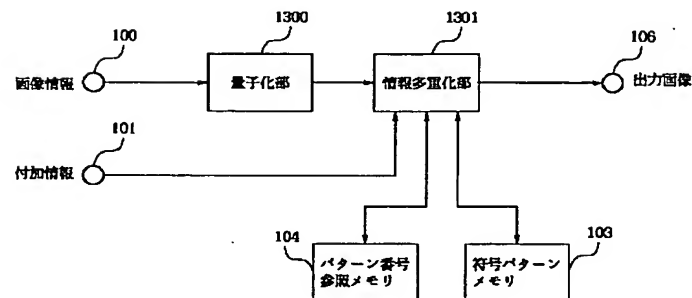 1300
1301
100
106
画像情報
量子化部
情報多重化部
出力画像
101
付加情報
104
パターン番号
参照メモリ
符号パターン
メモリ
103